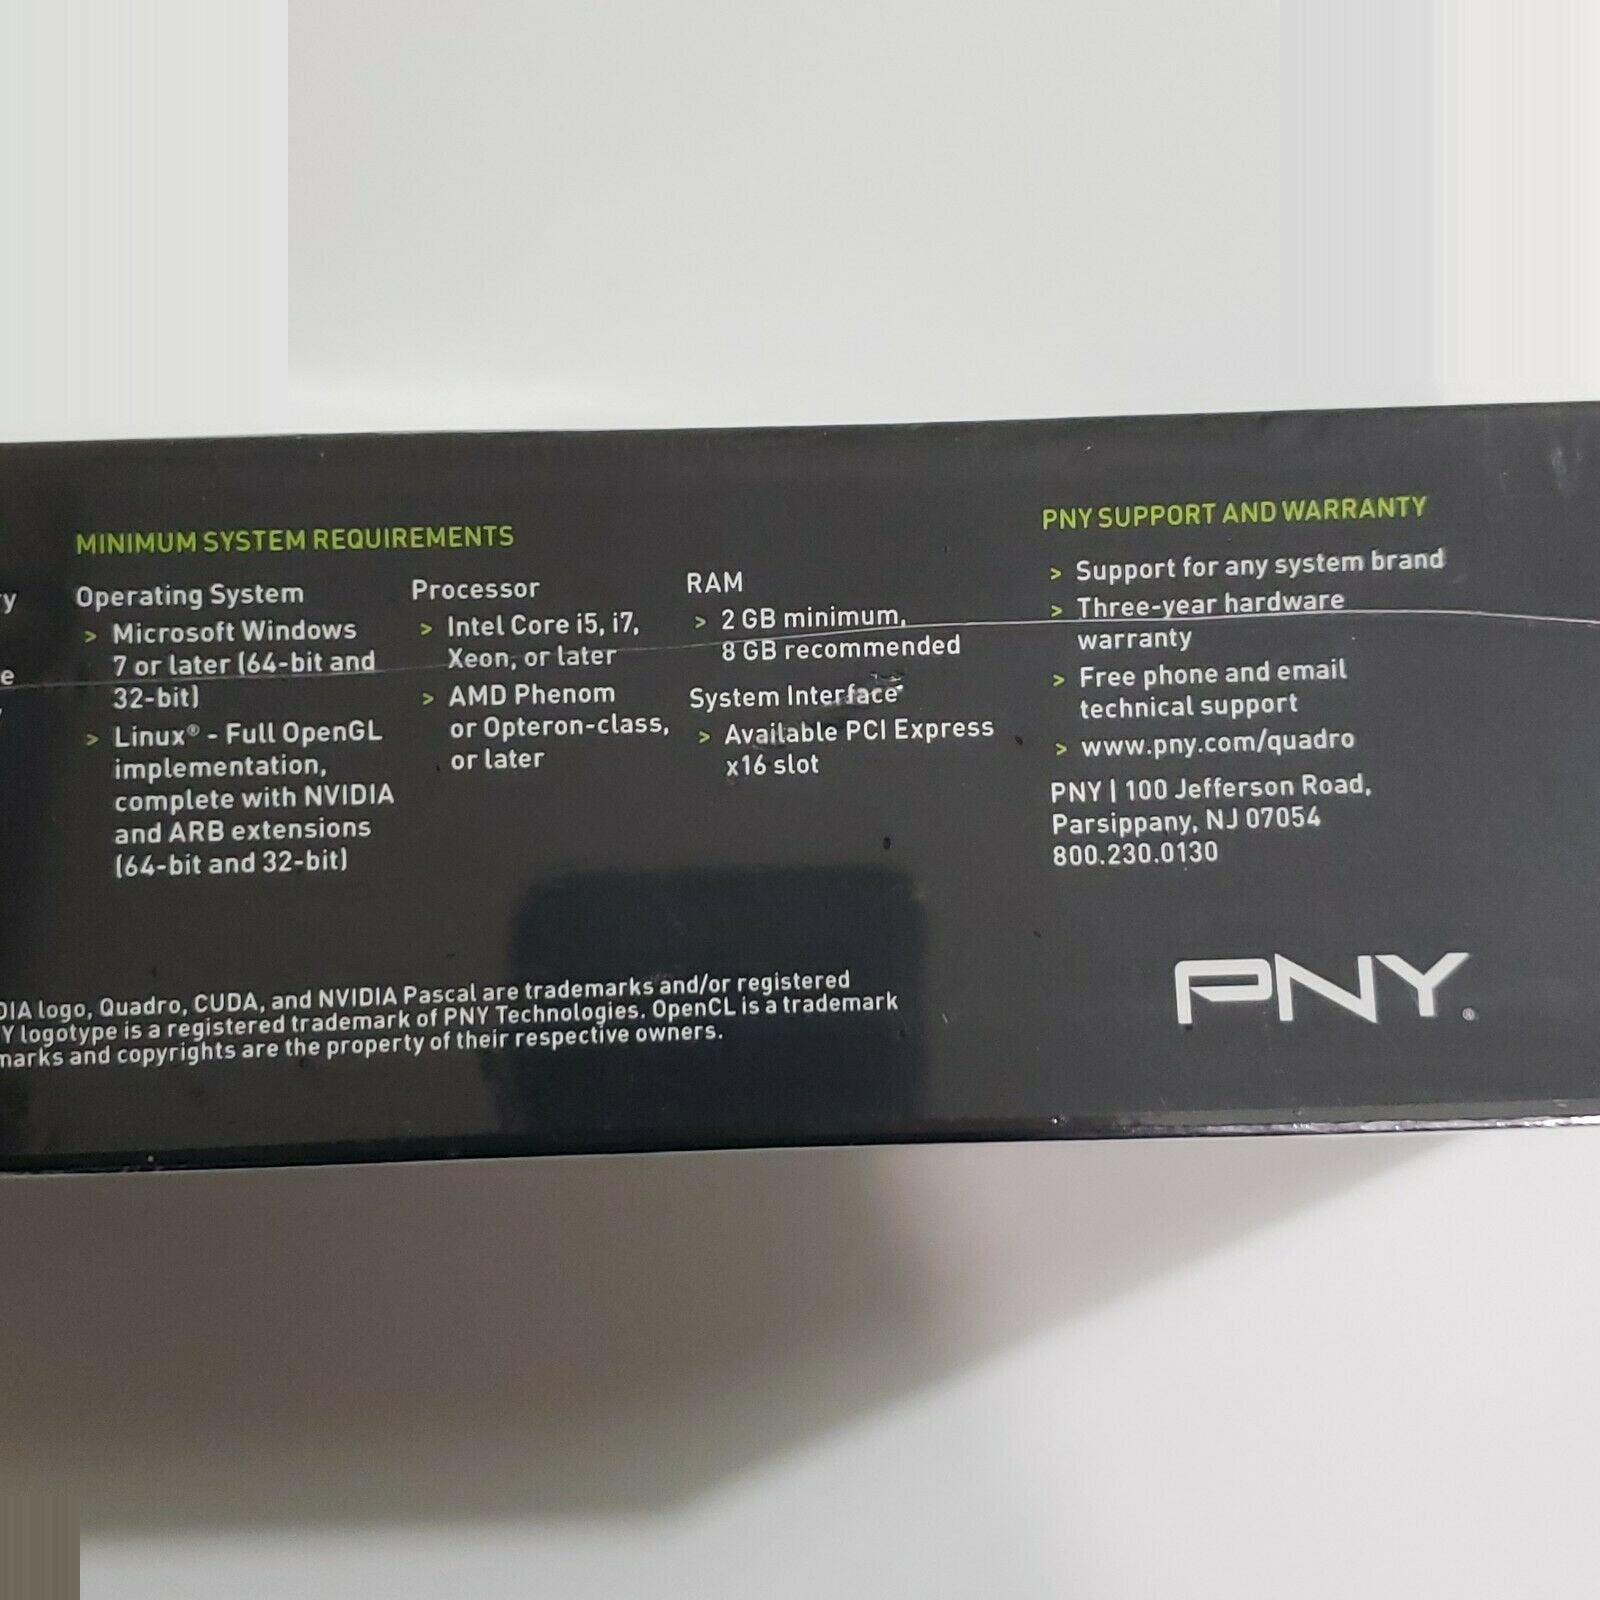 MINIMUM SYSTEM REQUIREMENTS
Operating System
> Microsoft Windows
7 or later (64-bit and
32-bit)
> Linux® - Full OpenGL
implementation,
complete with NVIDIA
and ARB extensions
(64-bit and 32-bit)
Processor
> Intel Core i5, i7,
Xeon, or later
> AMD Phenom
or Opteron-class,
or later
RAM
> 2 GB minimum,
8 GB recommended
System Interface
> Available PCI Express
x16 slot
PNY SUPPORT AND WARRANTY
> Support for any system brand
> Three-year hardware
warranty
> Free phone and email
technical support
> www.pny.com/quadro
PNY | 100 Jefferson Road,
Parsippany, NJ 07054
800.230.0130
logo, Quadro, CUDA, and NVIDIA Pascal are trademarks and/or registered
logotype is a registered trademark of PNY Technologies. OpenCL is a trademark
and copyrights are the property of their respective owners.
PNY®